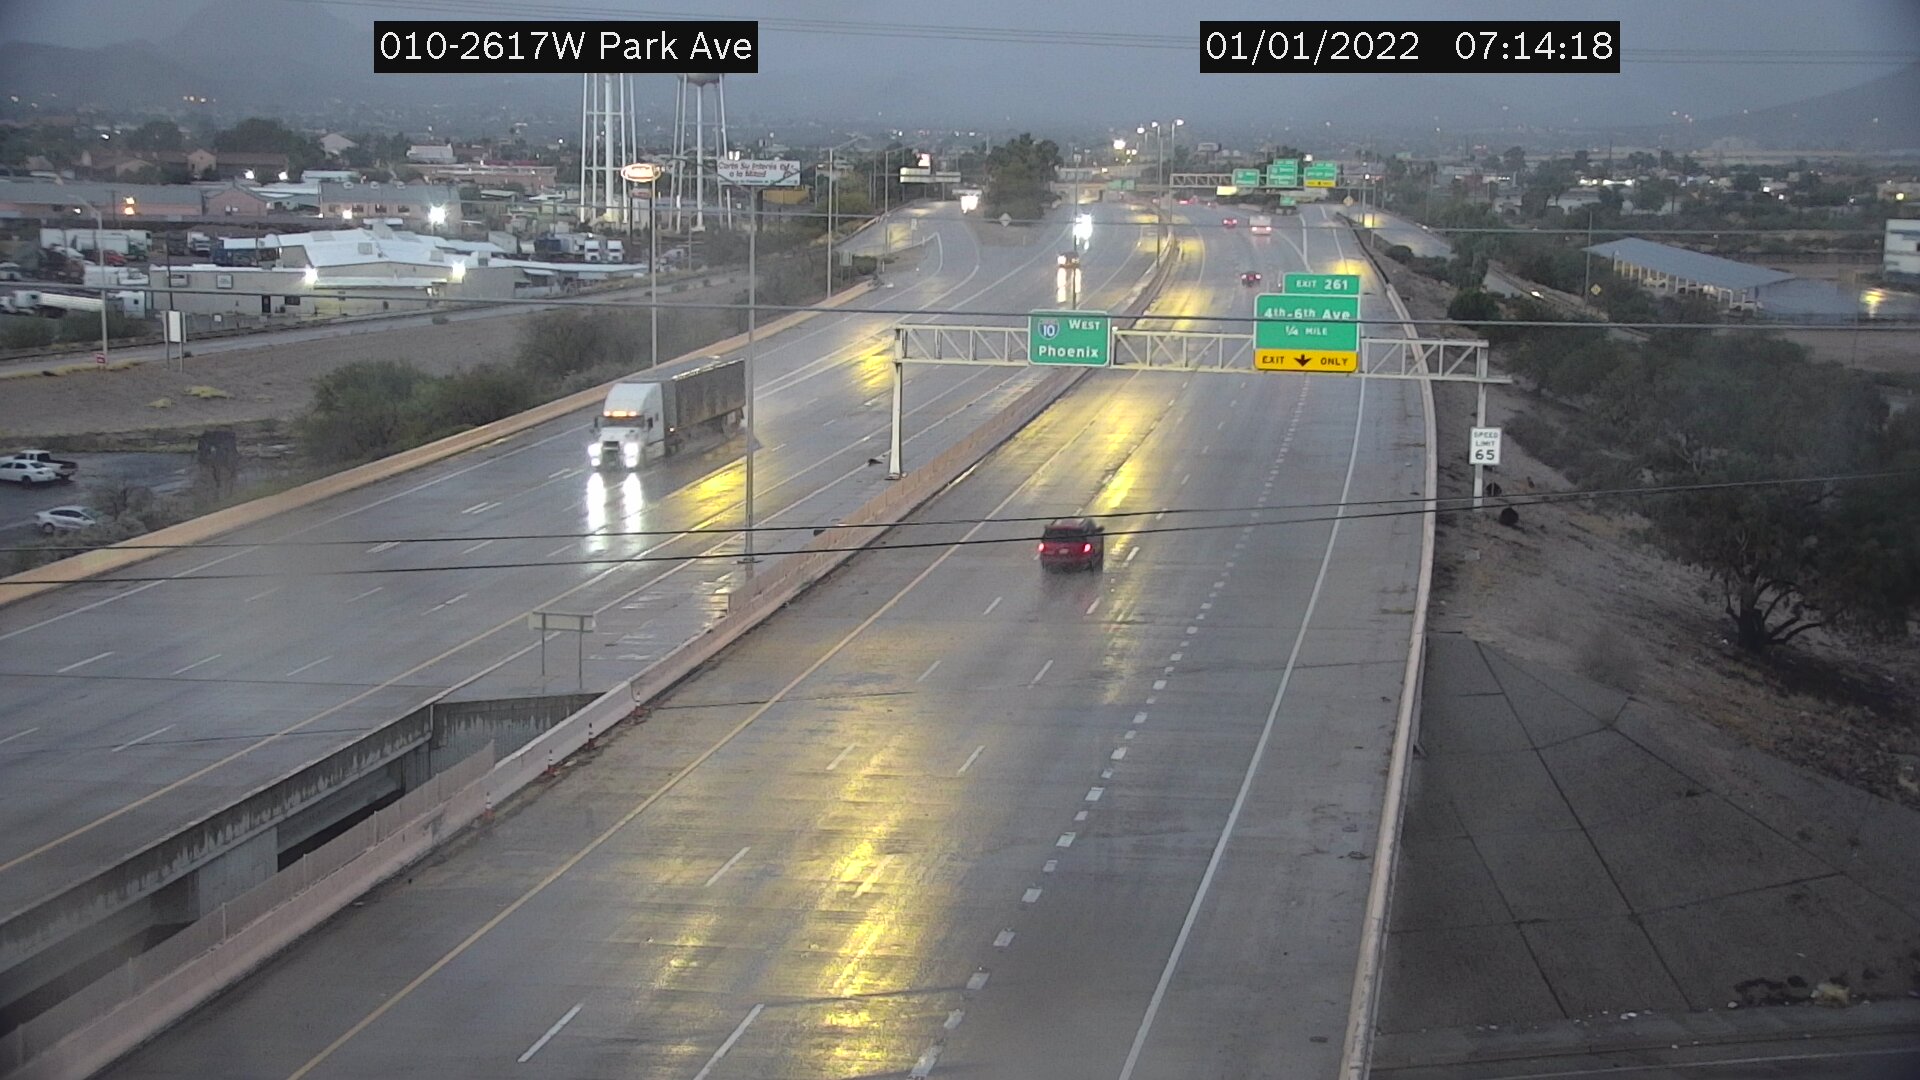 010-2617W Park Ave
01/01/2022 07:14:18
EXIT 261
4th-6th Ave
1/4 MILE
EXIT ONLY
10 WEST
Phoenix
SPEED
LIMIT
65